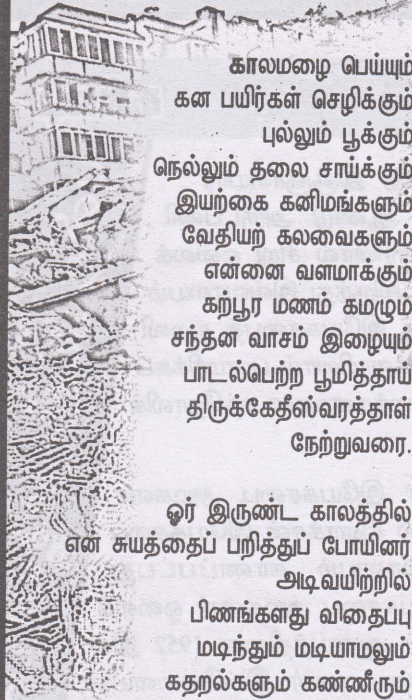 காலமழை பெய்யும்
கன பயிர்கள் செழிக்கும்
புல்லும் பூக்கும்
நெல்லும் தலை சாய்க்கும்
இயற்கை கனிமங்களும்
வேதியற் கலவைகளும்
என்னை வளமாக்கும்
கற்பூர மணம் கமழும்
சந்தன வாசம் இழையும்
பாடல்பெற்ற பூமித்தாய்
திருக்கேதீஸ்வரத்தாள்
நேற்றுவரை.
ஓர் இருண்ட காலத்தில்
என் சுயத்தைப் பறித்துப் போயினர்
அடிவயிற்றில்
பிணங்களது விதைப்பு
மடிந்தும் மடியாமலும்
கதறல்களும் கண்ணீரும்